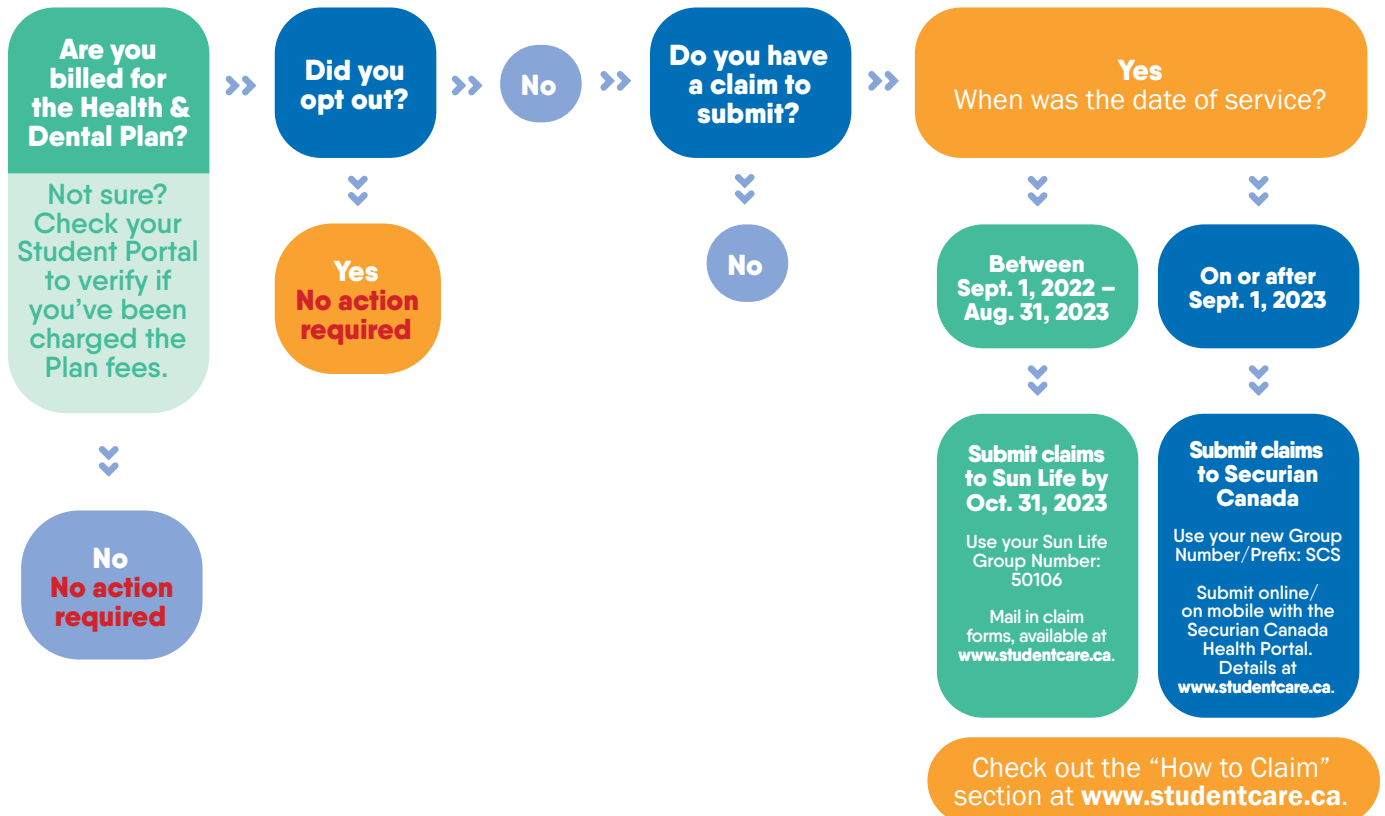 Are you
billed for
the Health &
Dental Plan?
Not sure?
Check your
Student Portal
to verify if
you've been
charged the
Plan fees.
No
No action
required
Did you
opt out?
Yes
No action
required
No
Do you have
a claim to
submit?
No
Yes
When was the date of service?
Between
Sept. 1, 2022 –
Aug. 31, 2023
Submit claims
to Sun Life by
Oct. 31, 2023
Use your Sun Life
Group Number:
50106
Mail in claim
forms, available at
www.studentcare.ca.
On or after
Sept. 1, 2023
Submit claims
to Securian
Canada
Use your new Group
Number/Prefix: SCS
Submit online/
on mobile with the
Securian Canada
Health Portal.
Details at
www.studentcare.ca.
Check out the “How to Claim”
section at www.studentcare.ca.